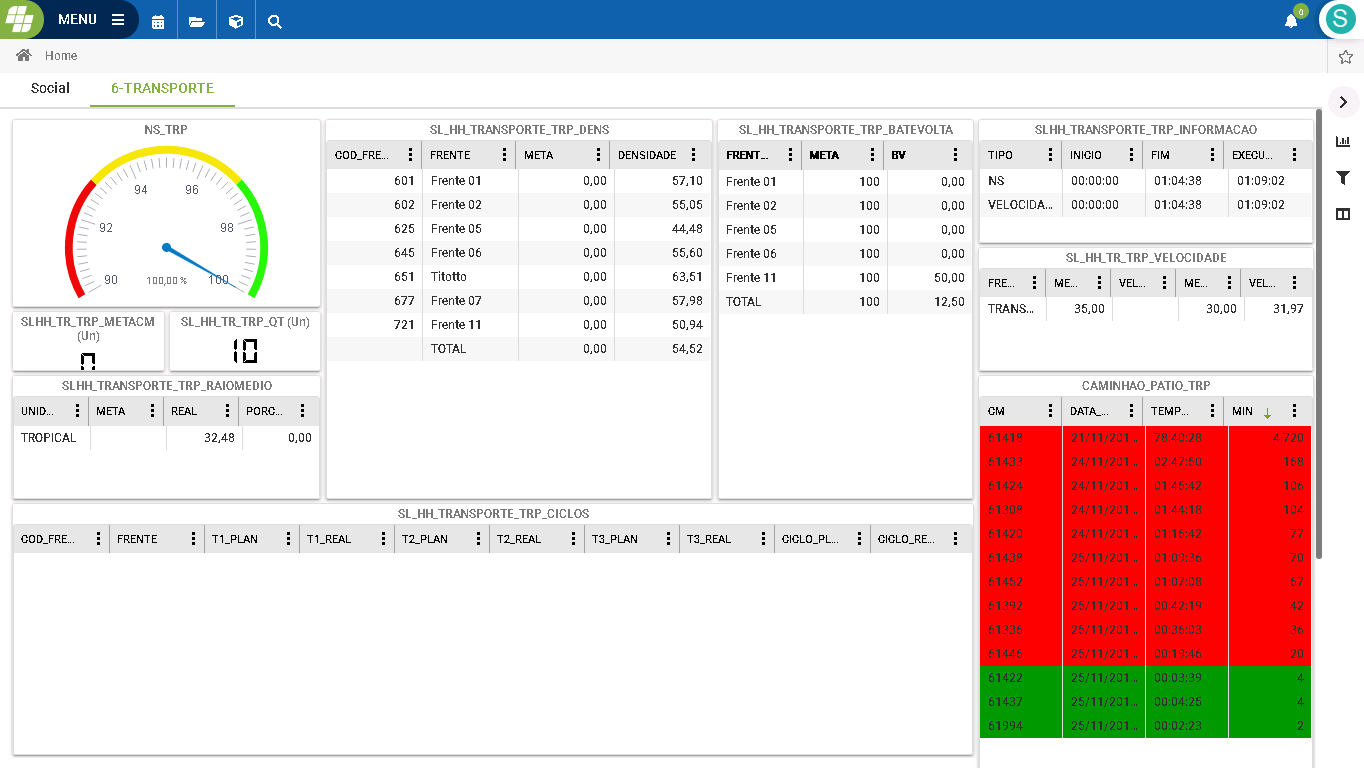 MENU
0
S
Home
Social 6-TRANSPORTE
NS_TRP
94 96
92 98
90 100,00 % 100
SLHH_TR_TRP_METACM (Un)
0
SL_HH_TR_TRP_QT (Un)
10
SLHH_TRANSPORTE_TRP_RAIOMEDIO
UNID... META REAL PORC...
TROPICAL 32,48 0,00
SL_HH_TRANSPORTE_TRP_DENS
COD_FRE... FRENTE META DENSIDADE
601 Frente 01 0,00 57,10
602 Frente 02 0,00 55,05
625 Frente 05 0,00 44,48
645 Frente 06 0,00 55,60
651 Titotto 0,00 63,51
677 Frente 07 0,00 57,98
721 Frente 11 0,00 50,94
TOTAL 0,00 54,52
SL_HH_TRANSPORTE_TRP_BATEVOLTA
FRENT... META BV
Frente 01 100 0,00
Frente 02 100 0,00
Frente 05 100 0,00
Frente 06 100 0,00
Frente 11 100 50,00
TOTAL 100 12,50
SLHH_TRANSPORTE_TRP_INFORMACAO
TIPO INICIO FIM EXECU...
NS 00:00:00 01:04:38 01:09:02
VELOCIDA... 00:00:00 01:04:38 01:09:02
SL_HH_TR_TRP_VELOCIDADE
FRE... ME... VEL... ME... VEL...
TRANS... 35,00 30,00 31,97
CAMINHAO_PATIO_TRP
CM DATA_... TEMP... MIN
61418 21/11/201... 78:40:28 4.720
61433 24/11/201... 02:47:50 168
61424 24/11/201... 01:45:42 106
61308 24/11/201... 01:44:18 104
61420 24/11/201... 01:16:42 77
61438 25/11/201... 01:09:36 70
61452 25/11/201... 01:07:08 67
61392 25/11/201... 00:42:19 42
61336 25/11/201... 00:36:03 36
61446 25/11/201... 00:19:46 20
61422 25/11/201... 00:03:39 4
61437 25/11/201... 00:04:25 4
61994 25/11/201... 00:02:23 2
SL_HH_TRANSPORTE_TRP_CICLOS
COD_FRE... FRENTE T1_PLAN T1_REAL T2_PLAN T2_REAL T3_PLAN T3_REAL CICLO_PL... CICLO_RE...